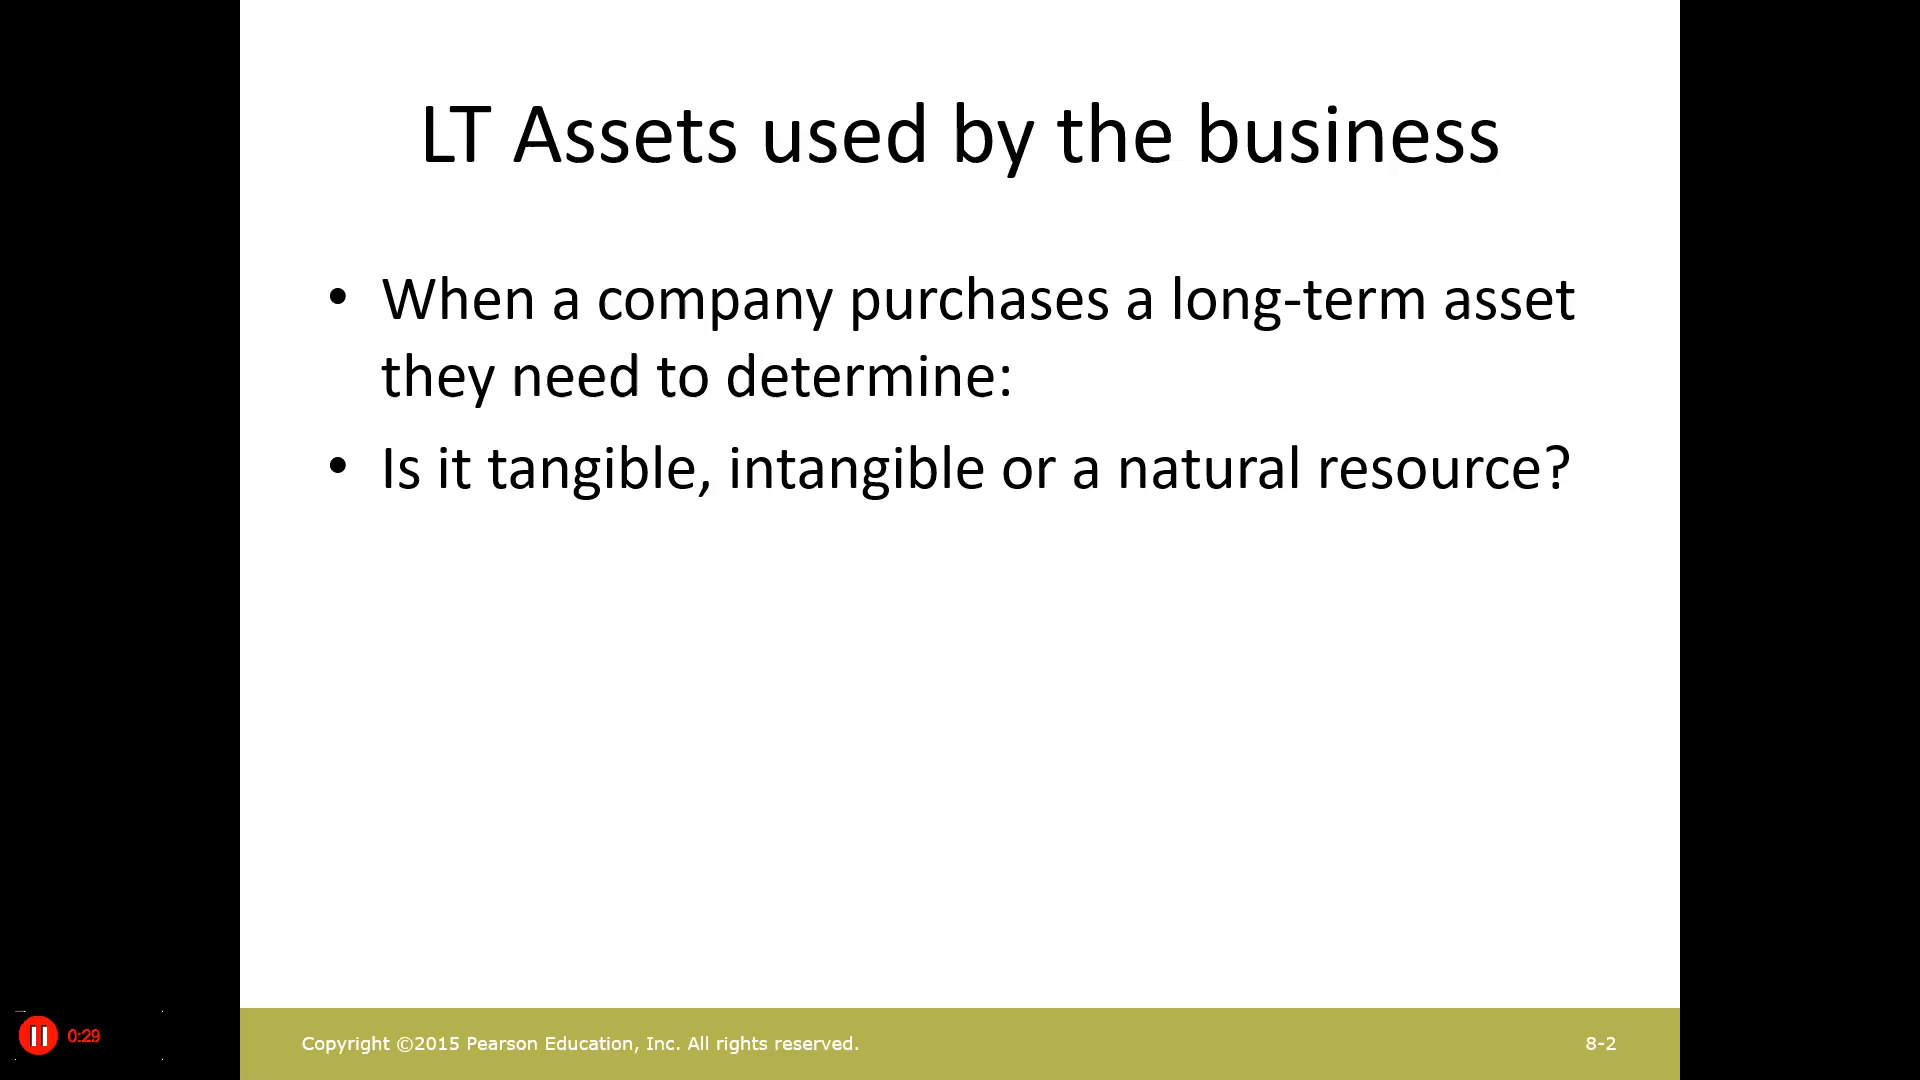 LT Assets used by the business
• When a company purchases a long-term asset
they need to determine:
• Is it tangible, intangible or a natural resource?
0:29
Copyright ©2015 Pearson Education, Inc. All rights reserved.
8-2